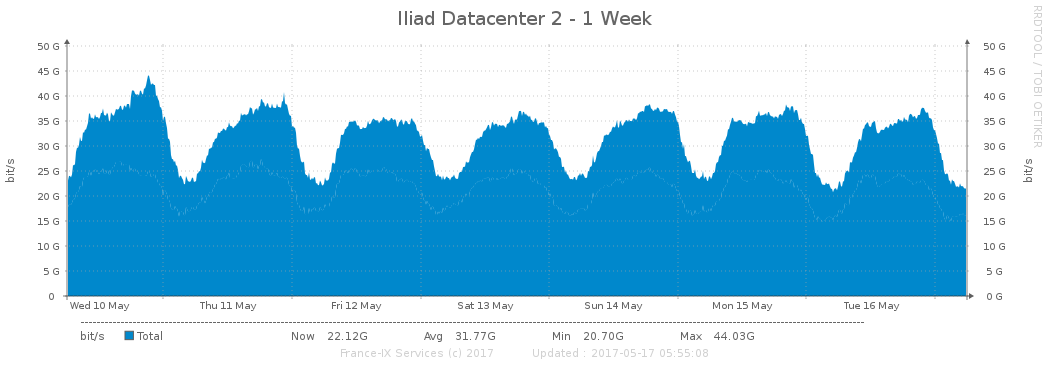 Iliad Datacenter 2 - 1 Week
RRDTOOL / TOBI OETIKER
bit/s
50 G
45 G
40 G
35 G
30 G
25 G
20 G
15 G
10 G
5 G
0
50 G
45 G
40 G
35 G
30 G
25 G
20 G
15 G
10 G
5 G
0 G
bit/s
Wed 10 May Thu 11 May Fri 12 May Sat 13 May Sun 14 May Mon 15 May Tue 16 May
bit/s Total Now 22.12G Avg 31.77G Min 20.70G Max 44.03G
France-IX Services (c) 2017 Updated : 2017-05-17 05:55:08